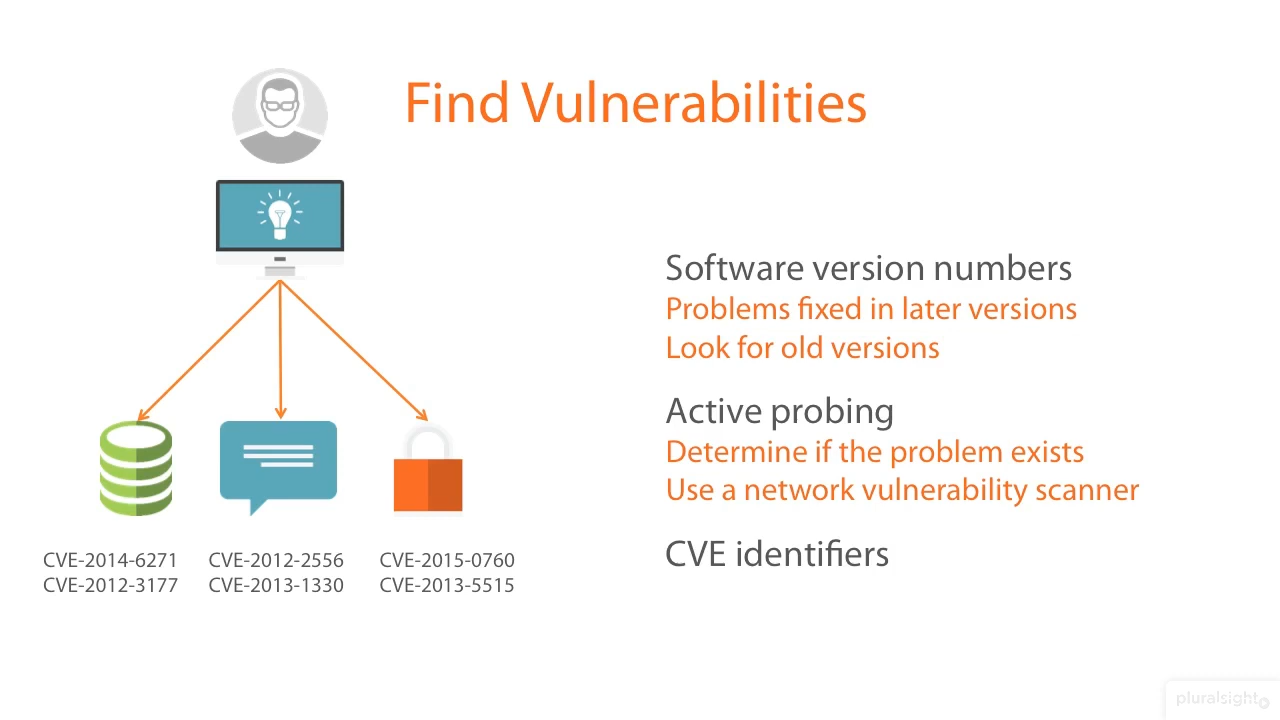 Find Vulnerabilities
Software version numbers
Problems fixed in later versions
Look for old versions
Active probing
Determine if the problem exists
Use a network vulnerability scanner
CVE identifiers
CVE-2014-6271
CVE-2012-3177
CVE-2012-2556
CVE-2013-1330
CVE-2015-0760
CVE-2013-5515
pluralsight